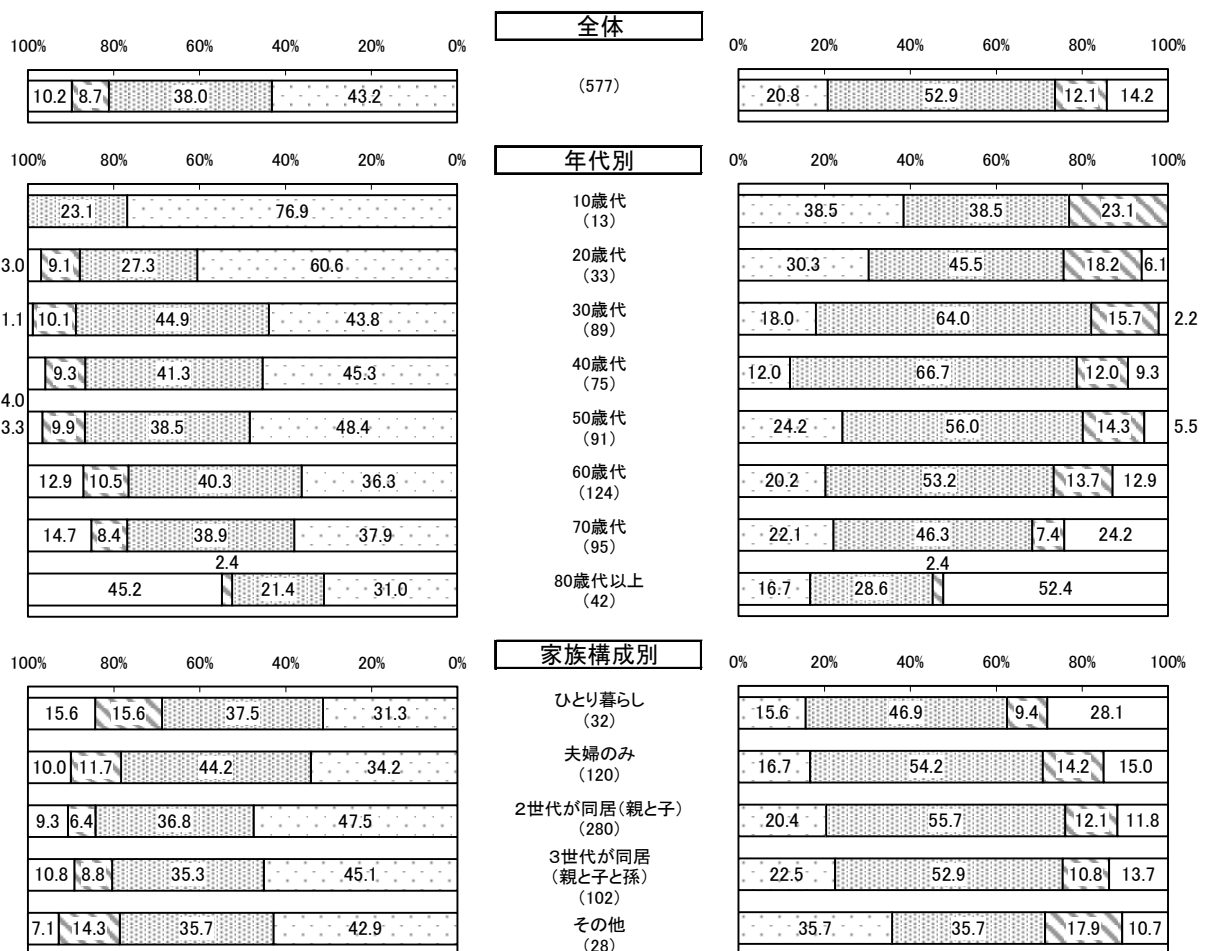 全体
100% 80% 60% 40% 20% 0%
0% 20% 40% 60% 80% 100%
10.2 8.7 38.0 43.2
(577)
20.8 52.9 12.1 14.2
年代別
100% 80% 60% 40% 20% 0%
0% 20% 40% 60% 80% 100%
23.1 76.9
10歳代
(13)
38.5 38.5 23.1
3.0 9.1 27.3 60.6
20歳代
(33)
30.3 45.5 18.2 6.1
1.1 10.1 44.9 43.8
30歳代
(89)
18.0 64.0 15.7 2.2
9.3 41.3 45.3
40歳代
(75)
12.0 66.7 12.0 9.3
4.0
3.3 9.9 38.5 48.4
50歳代
(91)
24.2 56.0 14.3 5.5
12.9 10.5 40.3 36.3
60歳代
(124)
20.2 53.2 13.7 12.9
14.7 8.4 38.9 37.9
70歳代
(95)
22.1 46.3 7.4 24.2
2.4
2.4
45.2 21.4 31.0
80歳代以上
(42)
16.7 28.6 52.4
家族構成別
100% 80% 60% 40% 20% 0%
0% 20% 40% 60% 80% 100%
15.6 15.6 37.5 31.3
ひとり暮らし
(32)
15.6 46.9 9.4 28.1
10.0 11.7 44.2 34.2
夫婦のみ
(120)
16.7 54.2 14.2 15.0
9.3 6.4 36.8 47.5
2世代が同居(親と子)
(280)
20.4 55.7 12.1 11.8
10.8 8.8 35.3 45.1
3世代が同居
(親と子と孫)
(102)
22.5 52.9 10.8 13.7
7.1 14.3 35.7 42.9
その他
(28)
35.7 35.7 17.9 10.7